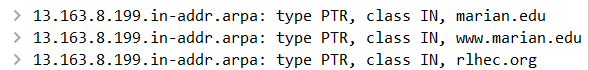 13.163.8.199.in-addr.arpa: type PTR, class IN, marian.edu
13.163.8.199.in-addr.arpa: type PTR, class IN, www.marian.edu
13.163.8.199.in-addr.arpa: type PTR, class IN, rlhec.org